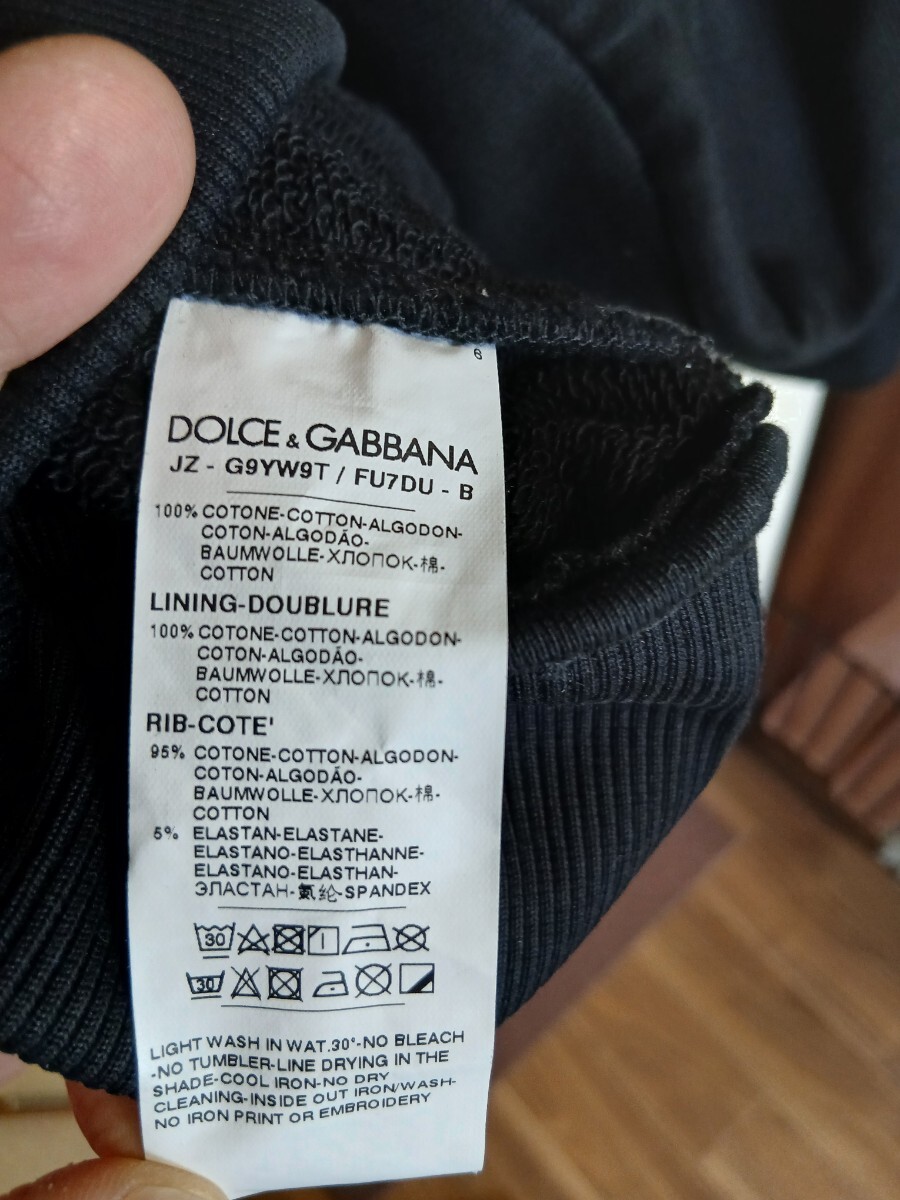 6
DOLCE & GABBANA
JZ - G9YW9T / FU7DU - B
100% COTONE-COTTON-ALGODON-
COTON-ALGODÃO-
BAUMWOLLE-ХЛОПОК-棉-
COTTON
LINING-DOUBLURE
100% COTONE-COTTON-ALGODON-
COTON-ALGODÃO-
BAUMWOLLE-ХЛОПОК-棉-
COTTON
RIB-COTE'
95% COTONE-COTTON-ALGODON-
COTON-ALGODÃO-
BAUMWOLLE-ХЛОПОК-棉-
COTTON
5% ELASTAN-ELASTANE-
ELASTANO-ELASTHANNE-
ELASTANO-ELASTHAN-
ЭЛАСТАН-氨纶-SPANDEX
30
30
LIGHT WASH IN WAT.30°-NO BLEACH
-NO TUMBLER-LINE DRYING IN THE
SHADE-COOL IRON-NO DRY
CLEANING-INSIDE OUT IRON/WASH-
NO IRON PRINT OR EMBROIDERY